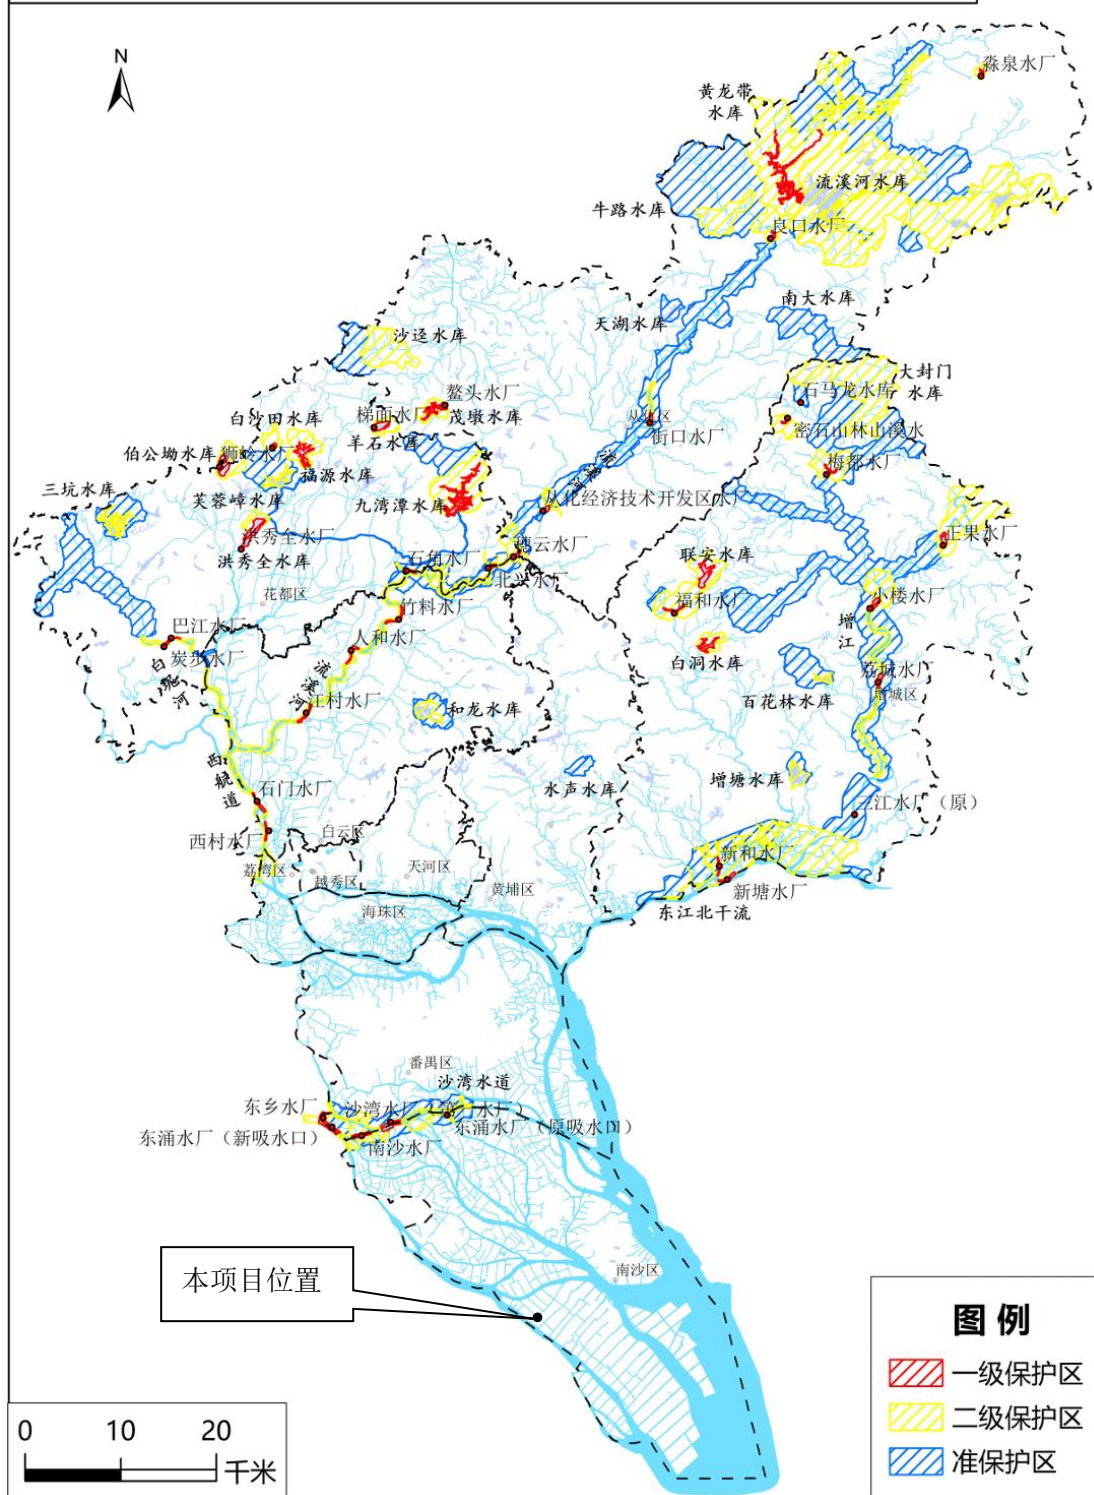 N
淼泉水厂
黄龙带
水库
流溪河水库
牛路水库
良口水厂
南大水库
天湖水库
沙迳水库
大封门
水库
石马龙水库
鳌头水厂
梯面水厂
茂墩水库
从化区
街口水厂
密石山林山溪水
白沙田水库
羊石水库
伯公坳水库
狮岭水厂
福源水库
梅都水厂
流溪河
三坑水库
芙蓉嶂水库
九湾潭水库
从化经济技术开发区水厂
洪秀全水厂
穗云水厂
正果水厂
洪秀全水库
石角水厂
联安水库
北兴水厂
花都区
竹料水厂
福和水厂
小楼水厂
巴江水厂
增江
人和水厂
炭步水厂
白洞水库
白坭河
流溪河
荔城水厂
增城区
江村水厂
和龙水库
百花林水库
西航道
水声水库
增塘水库
石门水厂
三江水厂（原）
西村水厂
白云区
新和水厂
荔湾区
越秀区
天河区
新塘水厂
黄埔区
海珠区
东江北干流
番禺区
沙湾水道
东乡水厂
沙湾水厂
东涌水厂（原吸水口）
东涌水厂（新吸水口）
南沙水厂
本项目位置
南沙区
图例
一级保护区
二级保护区
准保护区
0 10 20
千米